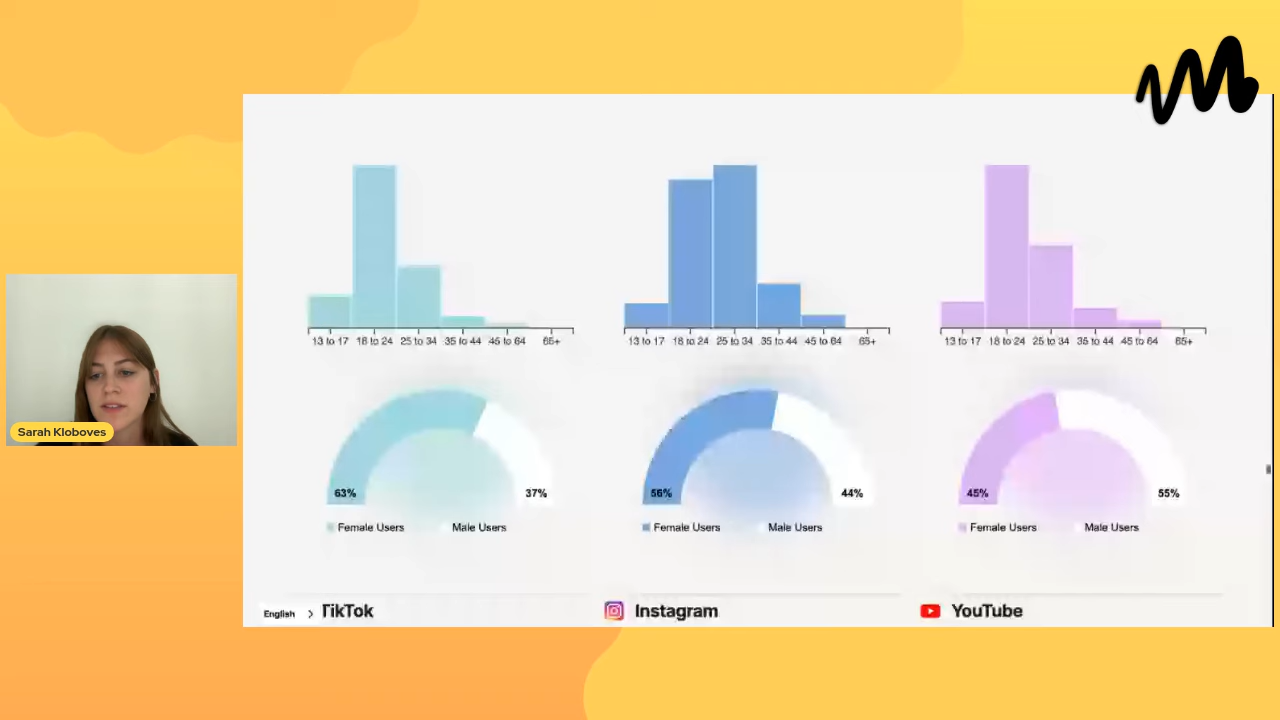 13 to 17 18 to 24 25 to 34 35 to 44 45 to 64 65+
13 to 17 18 to 24 25 to 34 35 to 44 45 to 64 65+
13 to 17 18 to 24 25 to 34 35 to 44 45 to 64 65+
63% 37%
Female Users Male Users
56% 44%
Female Users Male Users
45% 55%
Female Users Male Users
Sarah Kloboves
English >
TikTok
Instagram
YouTube